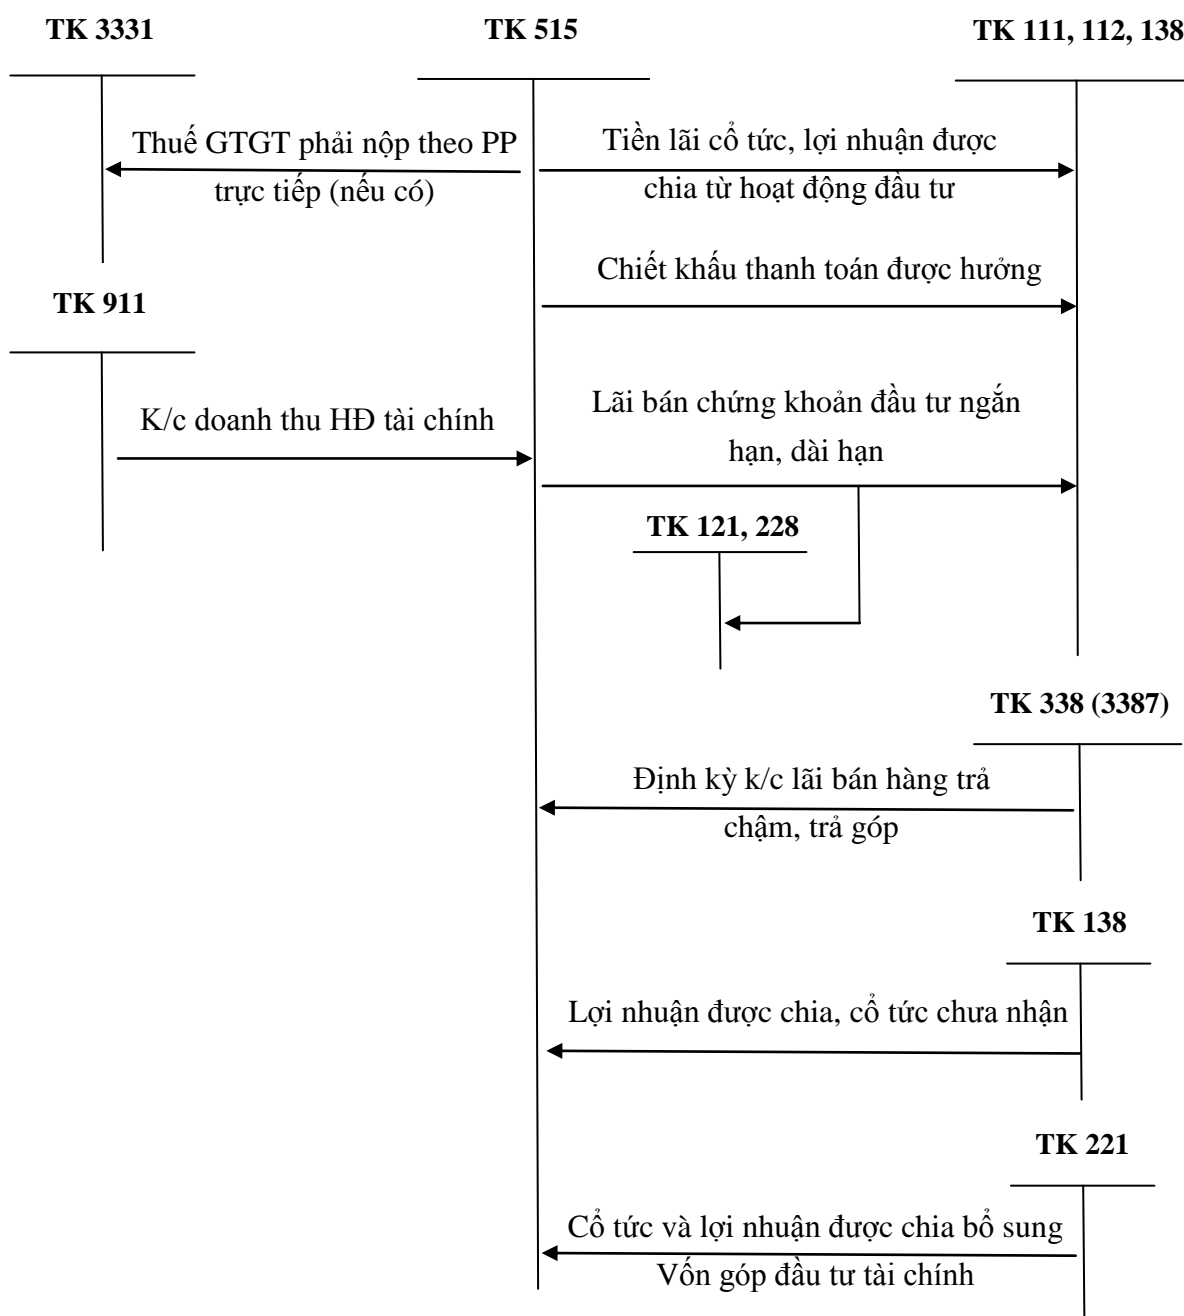 TK 3331
TK 515
TK 111, 112, 138
Thuế GTGT phải nộp theo PP
trực tiếp (nếu có)
Tiền lãi cổ tức, lợi nhuận được
chia từ hoạt động đầu tư
Chiết khấu thanh toán được hưởng
TK 911
K/c doanh thu HĐ tài chính
Lãi bán chứng khoản đầu tư ngắn
hạn, dài hạn
TK 121, 228
TK 338 (3387)
Định kỳ k/c lãi bán hàng trả
chậm, trả góp
TK 138
Lợi nhuận được chia, cổ tức chưa nhận
TK 221
Cổ tức và lợi nhuận được chia bổ sung
Vốn góp đầu tư tài chính